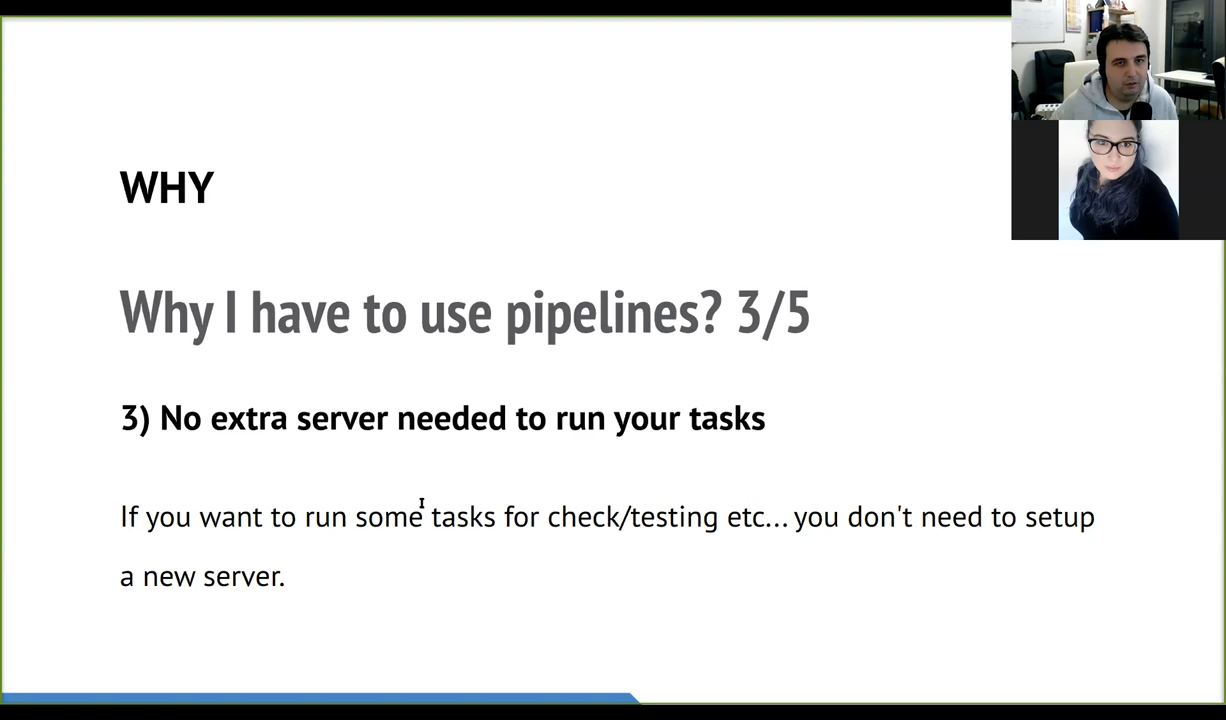 WHY
Why I have to use pipelines? 3/5
3) No extra server needed to run your tasks
If you want to run some tasks for check/testing etc... you don't need to setup
a new server.